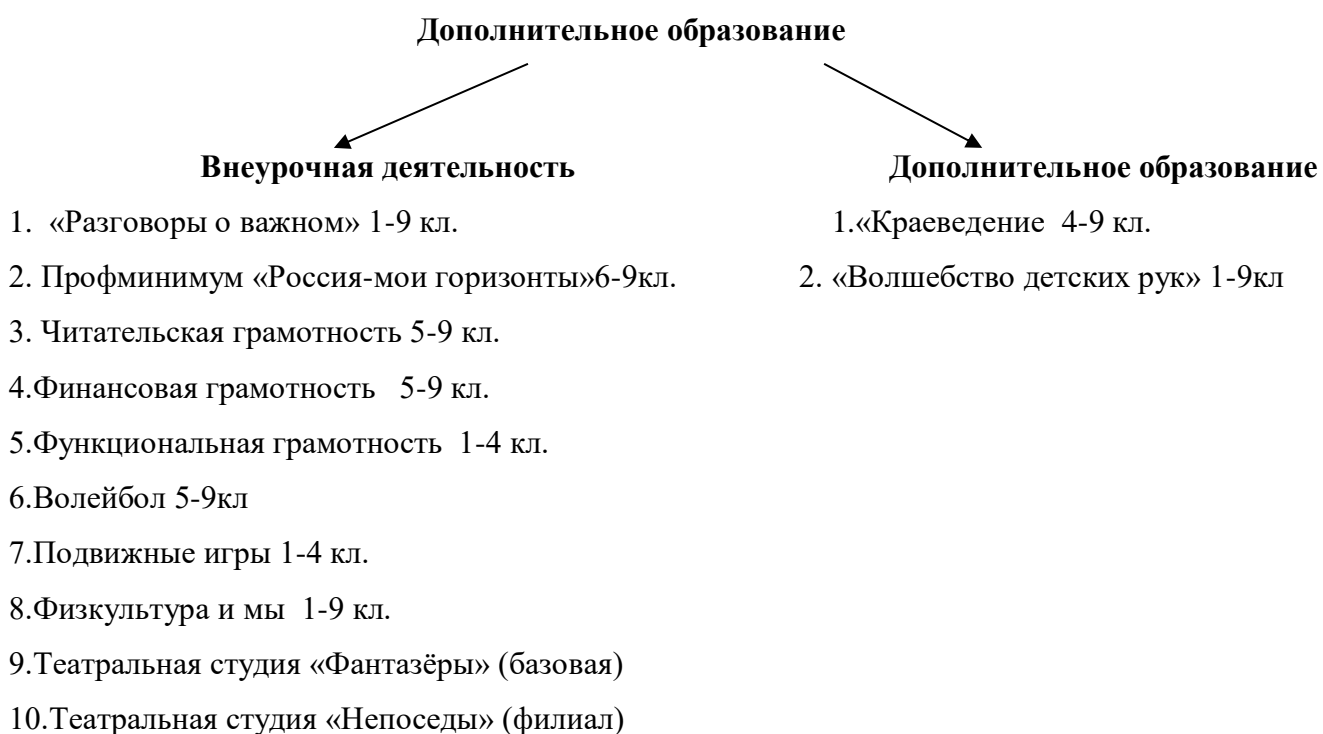 Дополнительное образование
Внеурочная деятельность
1. «Разговоры о важном» 1-9 кл.
2. Профминимум «Россия-мои горизонты»6-9кл.
3. Читательская грамотность 5-9 кл.
4.Финансовая грамотность 5-9 кл.
5.Функциональная грамотность 1-4 кл.
6.Волейбол 5-9кл
7.Подвижные игры 1-4 кл.
8.Физкультура и мы 1-9 кл.
9.Театральная студия «Фантазёры» (базовая)
10.Театральная студия «Непоседы» (филиал)
Дополнительное образование
1.«Краеведение 4-9 кл.
2. «Волшебство детских рук» 1-9кл